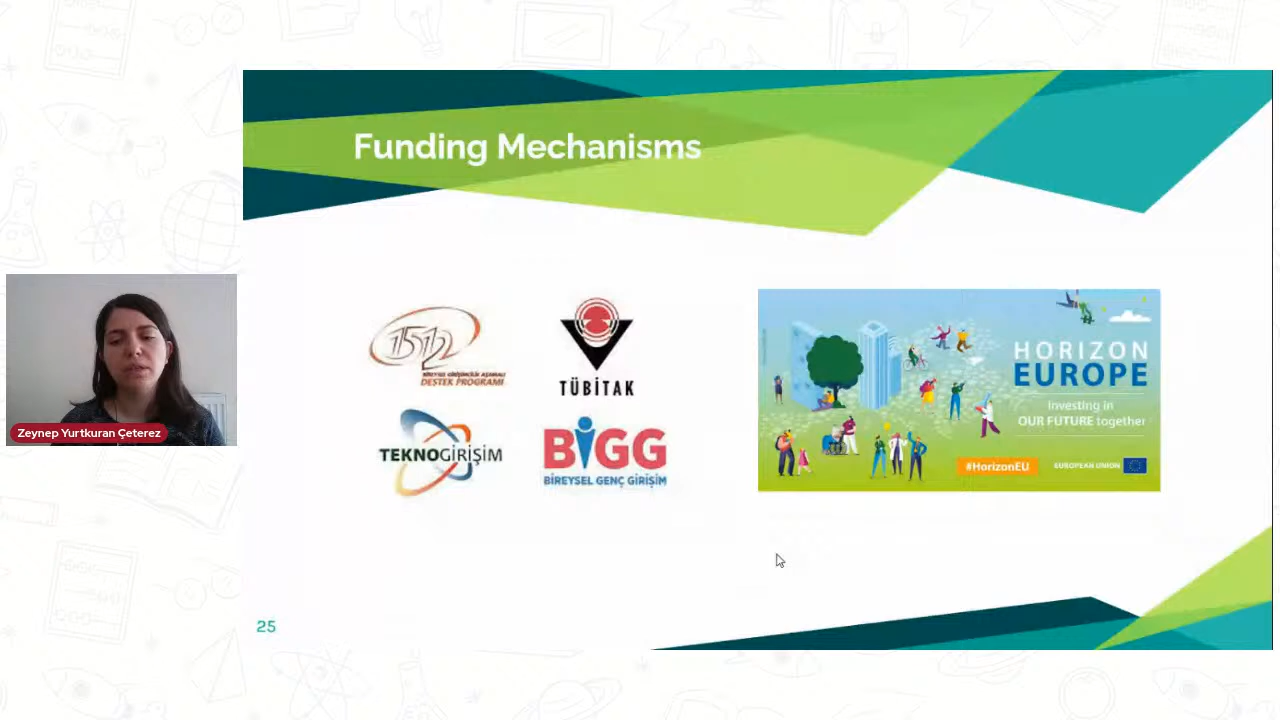 Funding Mechanisms
1512
BİREYSEL GİRİŞİMCİLİK AŞAMALI
DESTEK PROGRAMI
TÜBİTAK
TEKNOGİRİŞİM
BİGG
BİREYSEL GENÇ GİRİŞİM
HORIZON
EUROPE
Investing in
OUR FUTURE together
#HorizonEU
EUROPEAN UNION
Zeynep Yurtkuran Çeterez
25